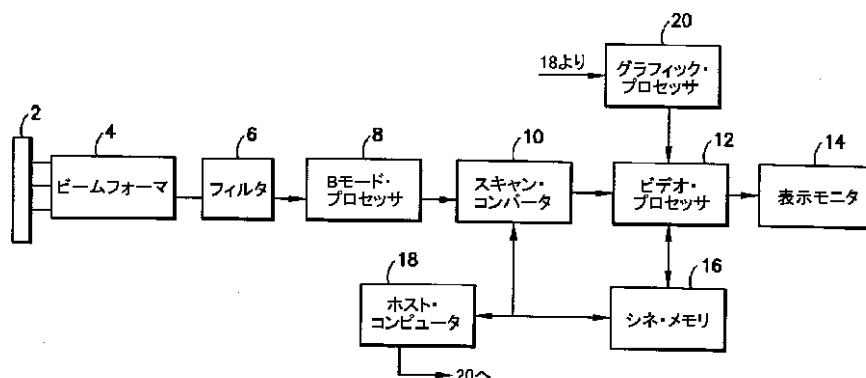 20
18より
グラフィック・
プロセッサ
2
4
6
8
10
12
14
ビームフォーマ
フィルタ
Bモード・
プロセッサ
スキャン・
コンバータ
ビデオ・
プロセッサ
表示モニタ
18
16
ホスト・
コンピュータ
シネ・メモリ
20へ